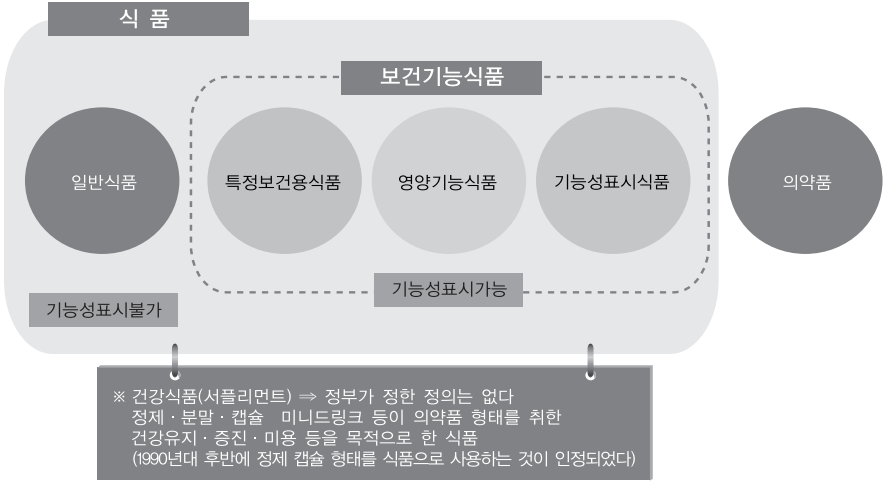 식 품
보건기능식품
일반식품
특정보건용식품
영양기능식품
기능성표시식품
의약품
기능성표시가능
기능성표시불가
※ 건강식품(서플리먼트) ⇒ 정부가 정한 정의는 없다
정제 · 분말 · 캡슐 미니드링크 등이 의약품 형태를 취한
건강유지 · 증진 · 미용 등을 목적으로 한 식품
(1990년대 후반에 정제 캡슐 형태를 식품으로 사용하는 것이 인정되었다)